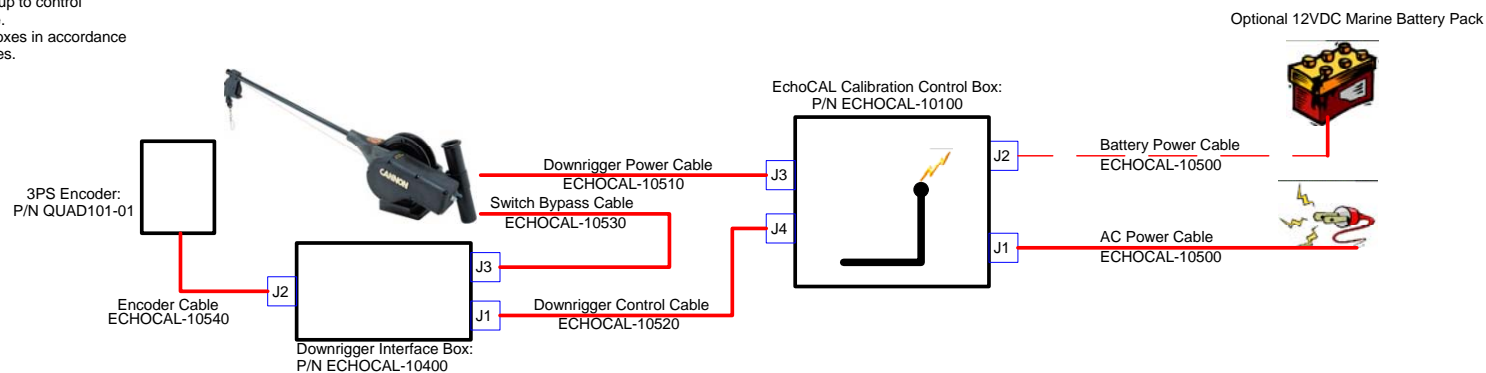 up to control
oxes in accordance
es.
Optional 12VDC Marine Battery Pack
EchoCAL Calibration Control Box:
P/N ECHOCAL-10100
3PS Encoder:
P/N QUAD101-01
CANNON
Downrigger Power Cable
ECHOCAL-10510
Switch Bypass Cable
ECHOCAL-10530
J3
J4
J2
J1
Battery Power Cable
ECHOCAL-10500
AC Power Cable
ECHOCAL-10500
J2
J3
J1
Encoder Cable
ECHOCAL-10540
Downrigger Control Cable
ECHOCAL-10520
Downrigger Interface Box:
P/N ECHOCAL-10400